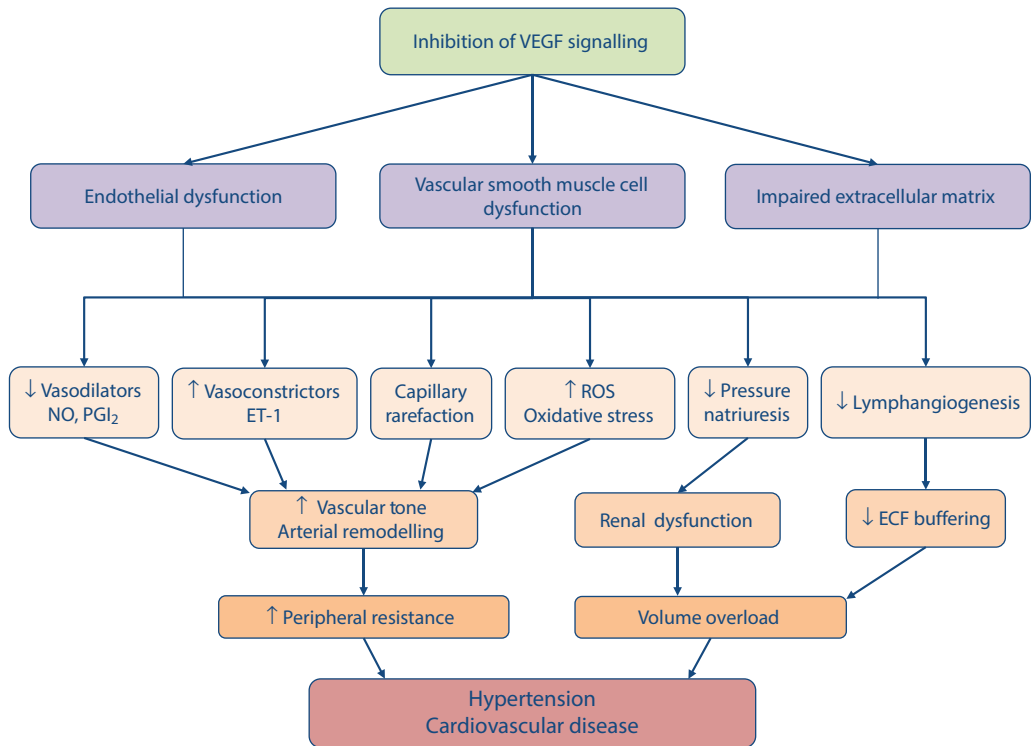 Inhibition of VEGF signalling
Endothelial dysfunction
Vascular smooth muscle cell
dysfunction
Impaired extracellular matrix
↓ Vasodilators
NO, PGI₂
↑ Vasoconstrictors
ET-1
Capillary
rarefaction
↑ ROS
Oxidative stress
↓ Pressure
natriuresis
↓ Lymphangiogenesis
↑ Vascular tone
Arterial remodelling
Renal dysfunction
↓ ECF buffering
↑ Peripheral resistance
Volume overload
Hypertension
Cardiovascular disease